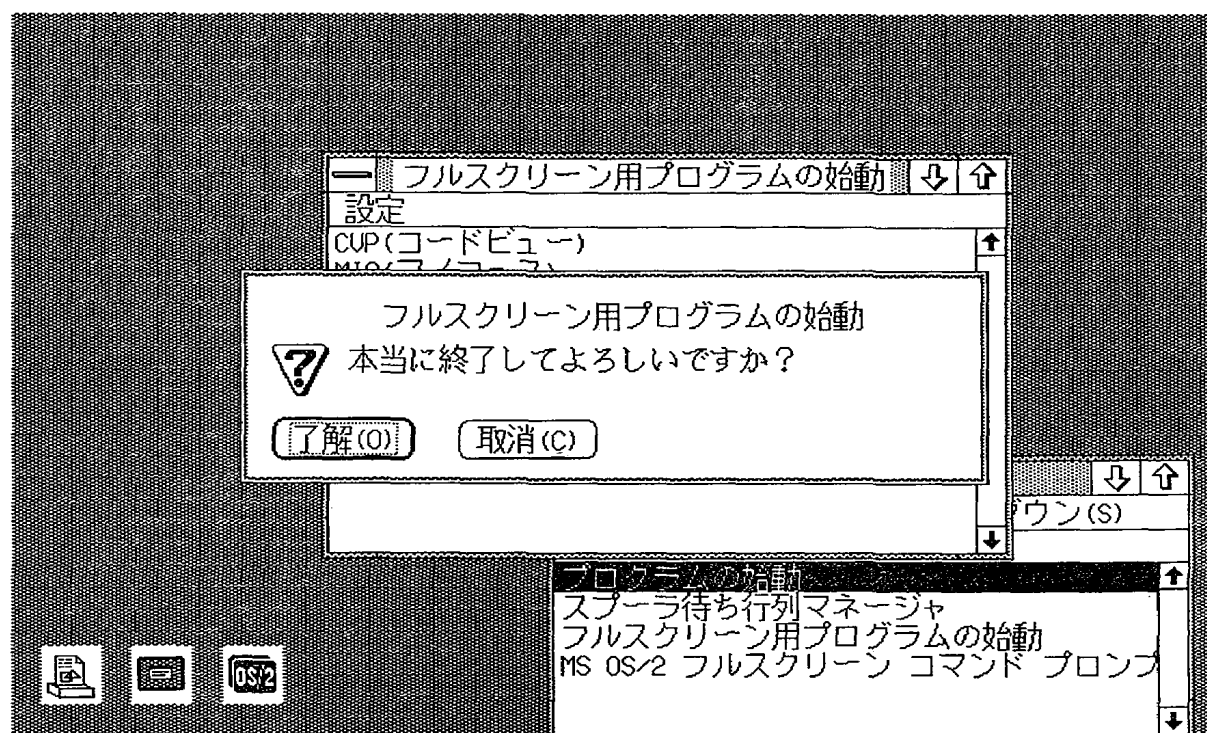 フルスクリーン用プログラムの始動
設定
CVP(コードビュー)
フルスクリーン用プログラムの始動
本当に終了してよろしいですか？
了解(O)
取消(C)
ダウン(S)
プログラムの始動
スプーラ待ち行列マネージャ
フルスクリーン用プログラムの始動
MS OS/2 フルスクリーン コマンド プロンプ
OS/2